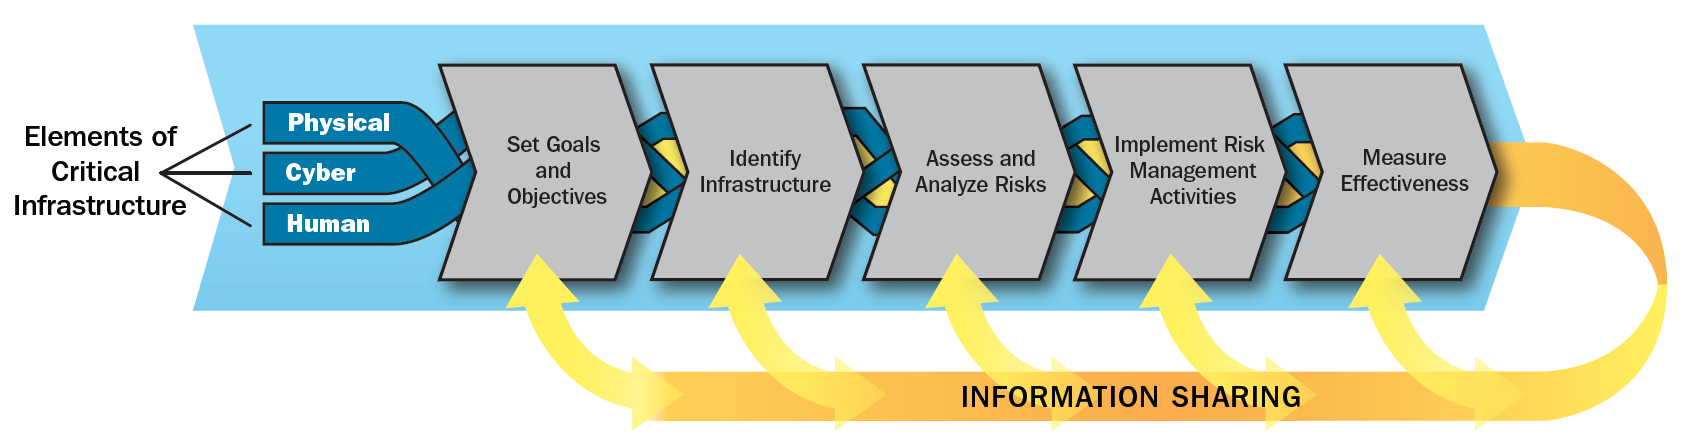 Elements of
Critical
Infrastructure
Physical
Cyber
Human
Set Goals
and
Objectives
Identify
Infrastructure
Assess and
Analyze Risks
Implement Risk
Management
Activities
Measure
Effectiveness
INFORMATION SHARING